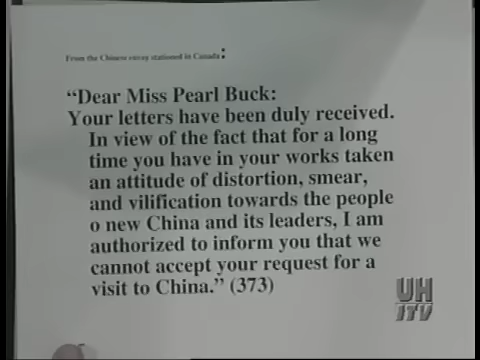 From the Chinese envoy stationed in Canada:
“Dear Miss Pearl Buck:
Your letters have been duly received.
In view of the fact that for a long
time you have in your works taken
an attitude of distortion, smear,
and vilification towards the people
o new China and its leaders, I am
authorized to inform you that we
cannot accept your request for a
visit to China.” (373)
UH
ITV